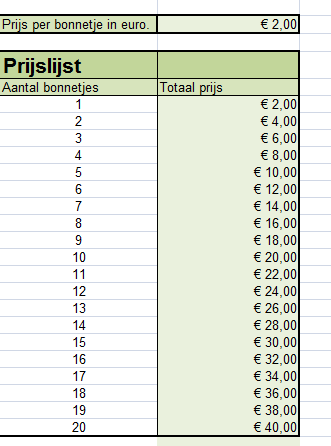 Prijs per bonnetje in euro. € 2,00
Prijslijst
Aantal bonnetjes Totaal prijs
1 € 2,00
2 € 4,00
3 € 6,00
4 € 8,00
5 € 10,00
6 € 12,00
7 € 14,00
8 € 16,00
9 € 18,00
10 € 20,00
11 € 22,00
12 € 24,00
13 € 26,00
14 € 28,00
15 € 30,00
16 € 32,00
17 € 34,00
18 € 36,00
19 € 38,00
20 € 40,00